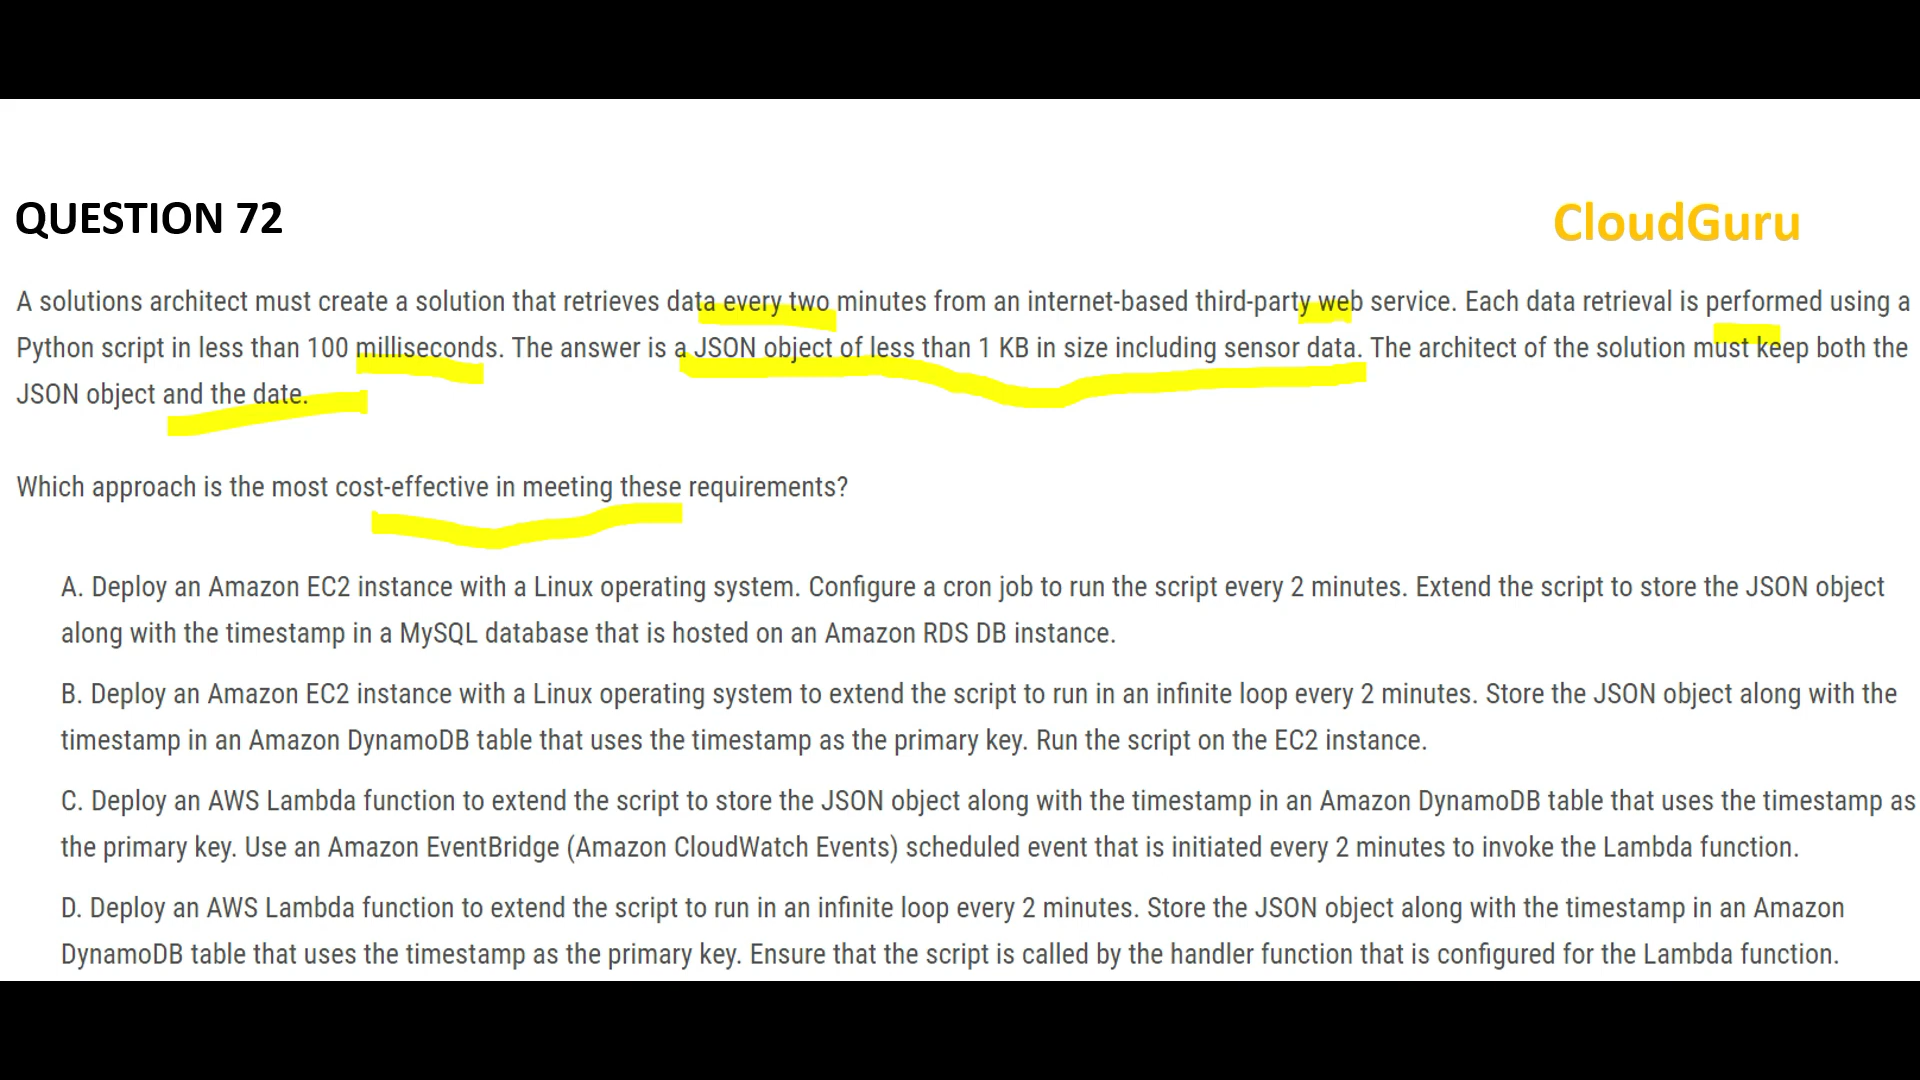 QUESTION 72
CloudGuru
A solutions architect must create a solution that retrieves data every two minutes from an internet-based third-party web service. Each data retrieval is performed using a
Python script in less than 100 milliseconds. The answer is a JSON object of less than 1 KB in size including sensor data. The architect of the solution must keep both the
JSON object and the date.
Which approach is the most cost-effective in meeting these requirements?
A. Deploy an Amazon EC2 instance with a Linux operating system. Configure a cron job to run the script every 2 minutes. Extend the script to store the JSON object
along with the timestamp in a MySQL database that is hosted on an Amazon RDS DB instance.
B. Deploy an Amazon EC2 instance with a Linux operating system to extend the script to run in an infinite loop every 2 minutes. Store the JSON object along with the
timestamp in an Amazon DynamoDB table that uses the timestamp as the primary key. Run the script on the EC2 instance.
C. Deploy an AWS Lambda function to extend the script to store the JSON object along with the timestamp in an Amazon DynamoDB table that uses the timestamp as
the primary key. Use an Amazon EventBridge (Amazon CloudWatch Events) scheduled event that is initiated every 2 minutes to invoke the Lambda function.
D. Deploy an AWS Lambda function to extend the script to run in an infinite loop every 2 minutes. Store the JSON object along with the timestamp in an Amazon
DynamoDB table that uses the timestamp as the primary key. Ensure that the script is called by the handler function that is configured for the Lambda function.